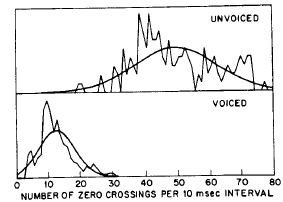 UNVOICED
VOICED
0 10 20 30 40 50 60 70 80
NUMBER OF ZERO CROSSINGS PER 10 msec INTERVAL